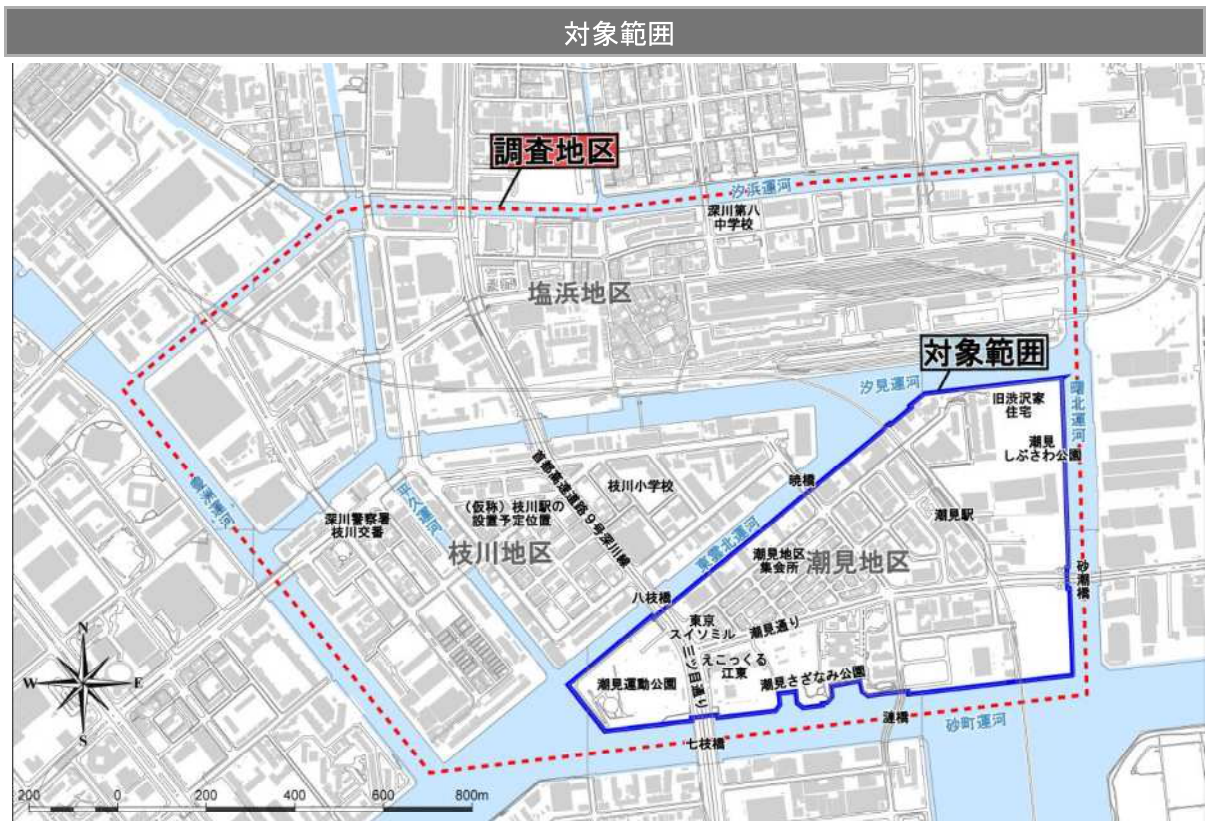 対象範囲
調査地区
汐浜運河
深川第八
中学校
塩浜地区
対象範囲
汐見運河
旧渋沢家
住宅
曙北運河
潮見
しぶさわ公園
首都高速道路9号深川線
枝川小学校
暁橋
(仮称)枝川駅の
設置予定位置
豊洲運河
平久運河
深川警察署
枝川交番
潮見駅
枝川地区
東雲北運河
潮見地区
集会所
潮見地区
砂潮橋
八枝橋
東京
スイソミル
潮見通り
三ツ目通り
えこっくる
江東
潮見運動公園
潮見さざなみ公園
漣橋
砂町運河
七枝橋
N
W
E
S
200
0
200
400
600
800m